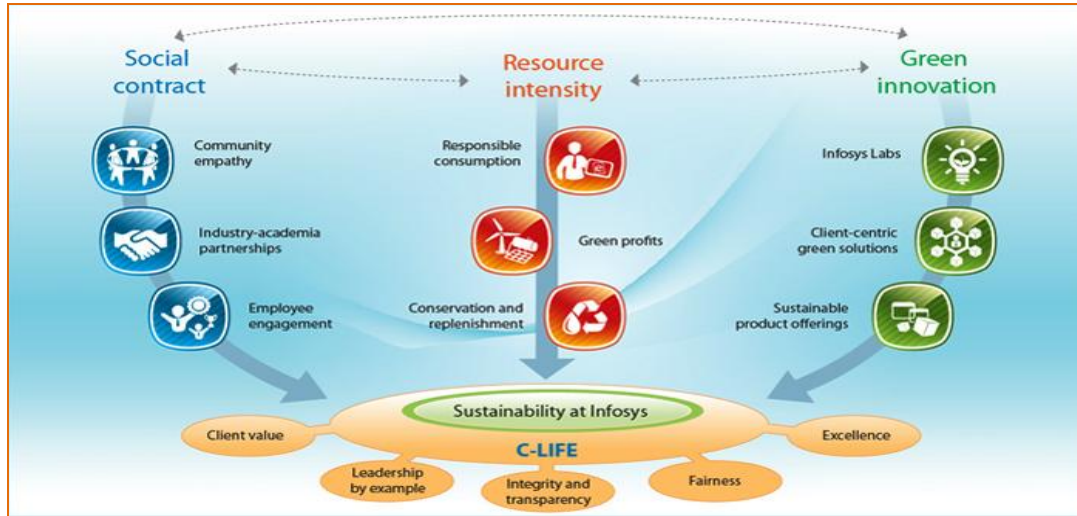 Social
contract
Resource
intensity
Green
innovation
Community
empathy
Responsible
consumption
Infosys Labs
Industry-academia
partnerships
Green profits
Client-centric
green solutions
Employee
engagement
Conservation and
replenishment
Sustainable
product offerings
Sustainability at Infosys
C-LIFE
Client value
Leadership
by example
Integrity and
transparency
Fairness
Excellence